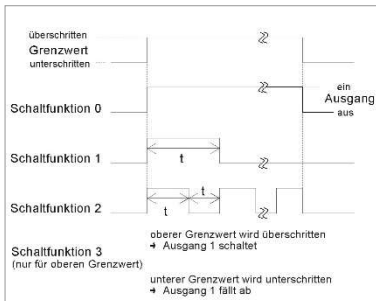 überschritten
Grenzwert
unterschritten
ein
Ausgang
aus
Schaltfunktion 0
Schaltfunktion 1
t
Schaltfunktion 2
t
t
Schaltfunktion 3
(nur für oberen Grenzwert)
oberer Grenzwert wird überschritten
→ Ausgang 1 schaltet
unterer Grenzwert wird unterschritten
→ Ausgang 1 fällt ab